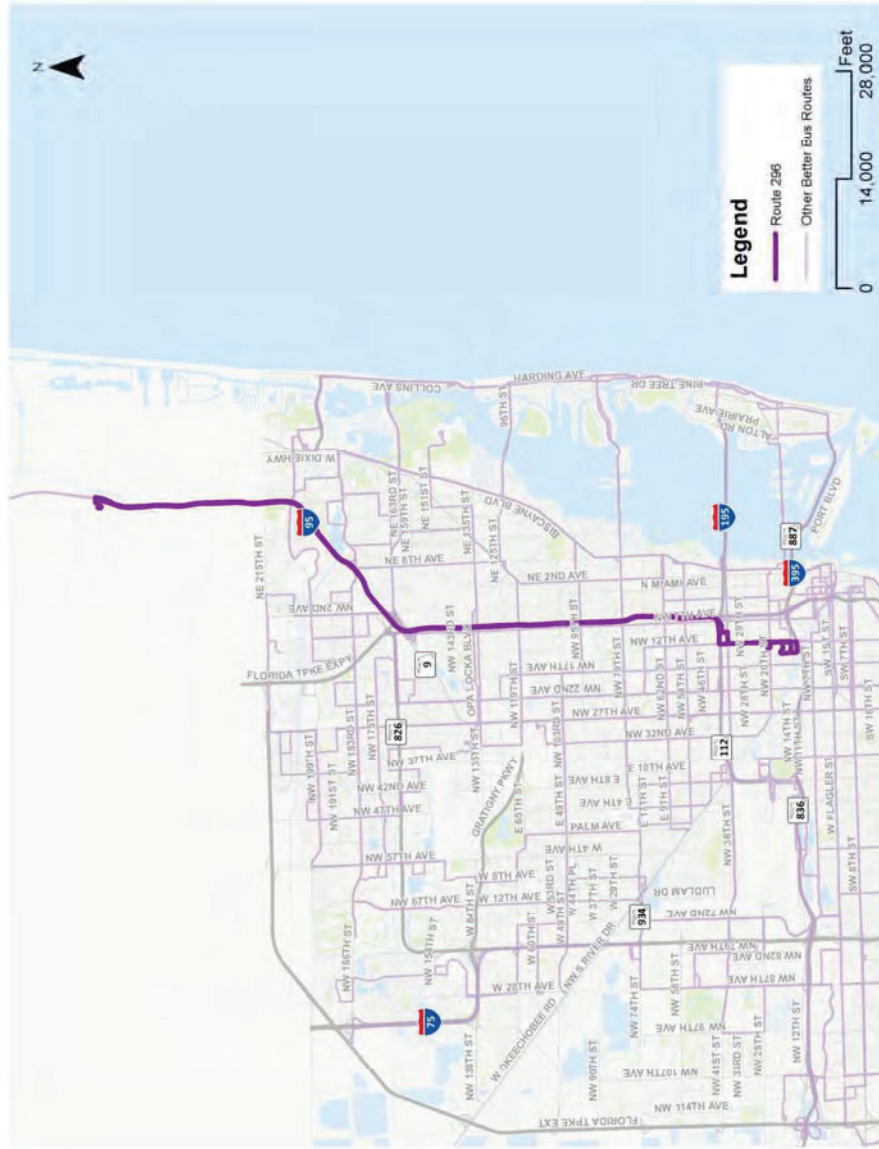 N
NE 215TH ST
W DIXIE HWY
95
FLORIDA TPKE EXPY
NW 2ND AVE
NW 199TH ST
NW 191ST ST
NW 183RD ST
NW 175TH ST
NW 186TH ST
NW 154TH ST
75
826
9
NE 163RD ST
NE 159TH ST
NE 151ST ST
NE 6TH AVE
NE 135TH ST
NE 125TH ST
COLLINS AVE
96TH ST
HARDING AVE
NW 143RD ST
OPA LOCKA BLVD
NW 135TH ST
NW 37TH AVE
NW 42ND AVE
NW 47TH AVE
NW 57TH AVE
NW 67TH AVE
GRATIGNY PKWY
E 65TH ST
NW 119TH ST
W 84TH ST
W 8TH AVE
W 12TH AVE
NW 138TH ST
W 28TH AVE
W 60TH ST
W 53RD ST
W 49TH ST
W 44TH PL
W 37TH ST
W 29TH ST
W 4TH AVE
PALM AVE
E 4TH AVE
E 8TH AVE
E 10TH AVE
E 49TH ST
NW 103RD ST
NW 95TH ST
BISCAYNE BLVD
NE 2ND AVE
N MIAMI AVE
NW 7TH AVE
NW 12TH AVE
NW 17TH AVE
NW 22ND AVE
NW 27TH AVE
NW 32ND AVE
NW 79TH ST
NW 62ND ST
NW 54TH ST
NW 46TH ST
E 9TH ST
W OKEECHOBEE RD
NW S RIVER DR
934
LUDLAM DR
NW 72ND AVE
NW 79TH AVE
NW 82ND AVE
NW 87TH AVE
NW 97TH AVE
NW 107TH AVE
NW 114TH AVE
FLORIDA TPKE EXT
NW 90TH ST
NW 74TH ST
NW 58TH ST
NW 41ST ST
NW 33RD ST
NW 25TH ST
NW 12TH ST
NW 36TH ST
112
195
NW 29TH ST
NW 28TH ST
NW 20TH ST
NW 14TH ST
NW 11TH ST
836
W FLAGLER ST
SW 8TH ST
SW 1ST ST
SW 7TH ST
SW 16TH ST
395
887
PORT BLVD
PINE TREE DR
PRAIRIE AVE
ALTON RD
Legend
Route 296
Other Better Bus Routes
0 14,000 28,000
Feet